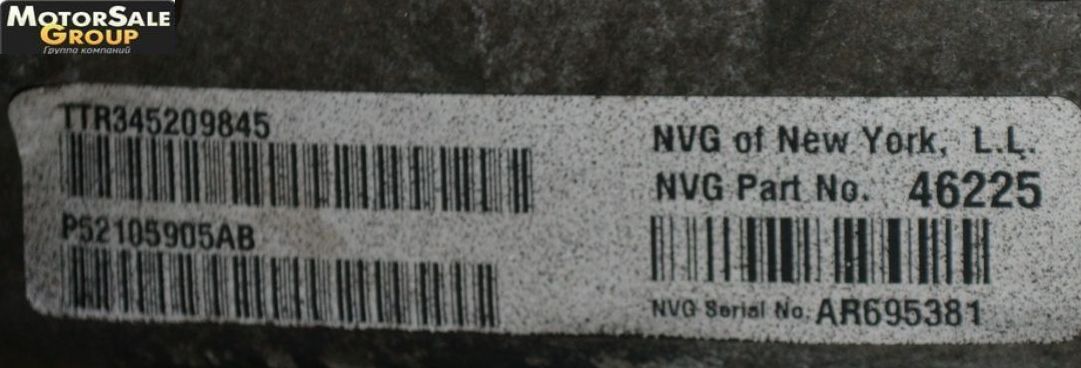 MOTORSALE
GROUP
Группа компаний
TTR345209845
P52105905AB
NVG of New York, L.L.
NVG Part No. 46225
NVG Serial No. AR695381